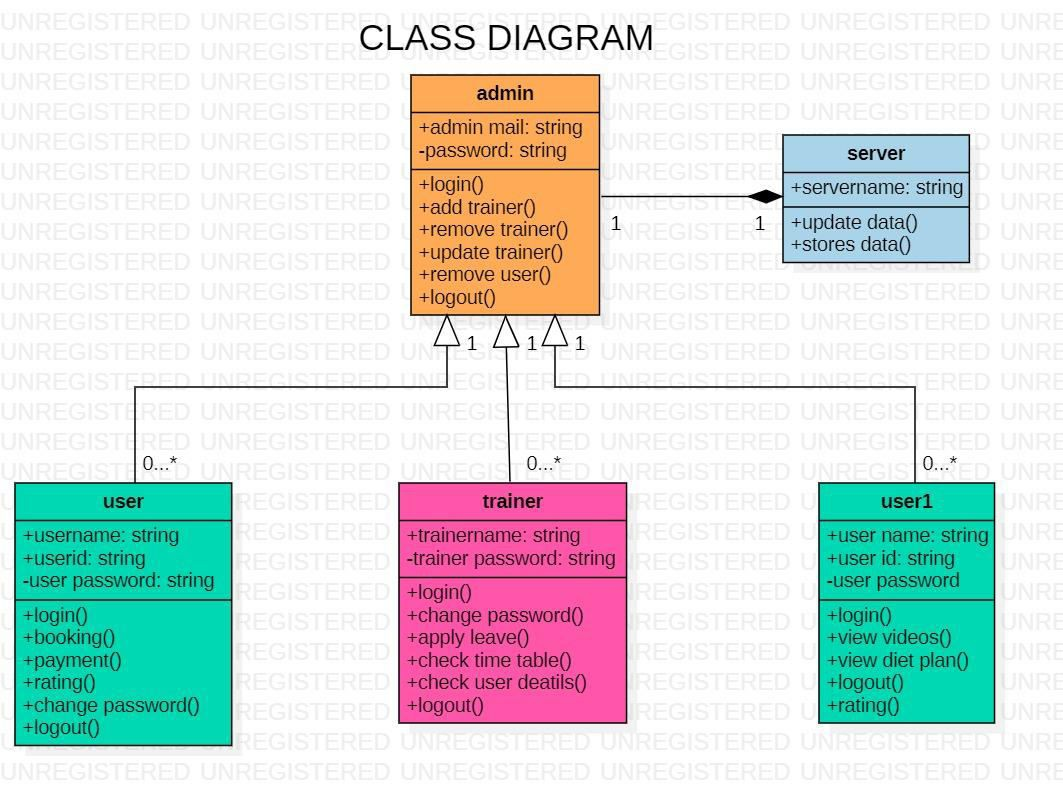 CLASS DIAGRAM
admin
+admin mail: string
-password: string
+login()
+add trainer()
+remove trainer()
+update trainer()
+remove user()
+logout()
server
+servername: string
+update data()
+stores data()
1
1
1
1
1
0...*
0...*
0...*
user
+username: string
+userid: string
-user password: string
+login()
+booking()
+payment()
+rating()
+change password()
+logout()
trainer
+trainername: string
-trainer password: string
+login()
+change password()
+apply leave()
+check time table()
+check user deatils()
+logout()
user1
+user name: string
+user id: string
-user password
+login()
+view videos()
+view diet plan()
+logout()
+rating()
UNREGISTERED